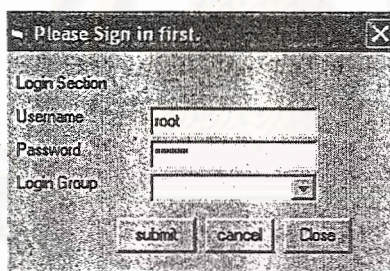 Please Sign in first.
Login Section
Username root
Password
Login Group
submit cancel Close